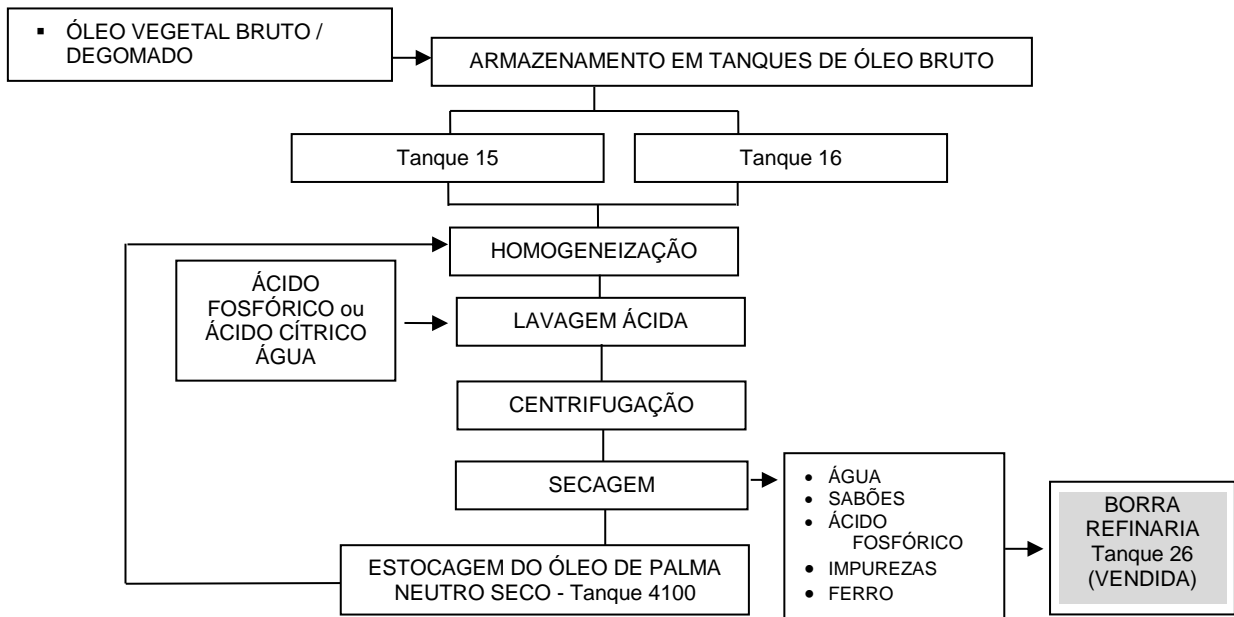 ▪ ÓLEO VEGETAL BRUTO /
DEGOMADO
ARMAZENAMENTO EM TANQUES DE ÓLEO BRUTO
Tanque 15
Tanque 16
HOMOGENEIZAÇÃO
ÁCIDO
FOSFÓRICO ou
ÁCIDO CÍTRICO
ÁGUA
LAVAGEM ÁCIDA
CENTRIFUGAÇÃO
SECAGEM
• ÁGUA
• SABÕES
• ÁCIDO
FOSFÓRICO
• IMPUREZAS
• FERRO
BORRA
REFINARIA
Tanque 26
(VENDIDA)
ESTOCAGEM DO ÓLEO DE PALMA
NEUTRO SECO - Tanque 4100